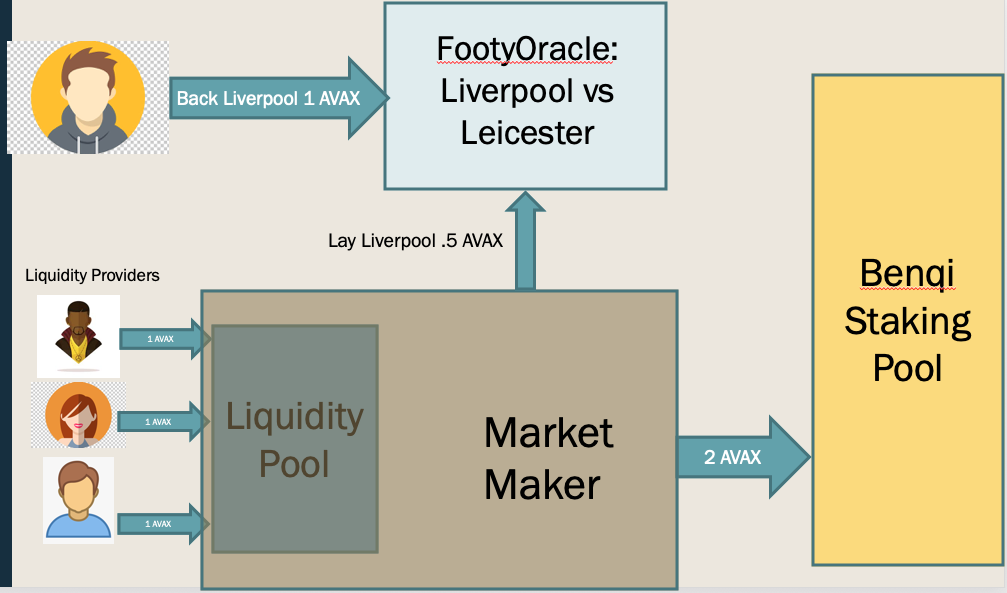 Back Liverpool 1 AVAX
FootyOracle:
Liverpool vs
Leicester
Lay Liverpool .5 AVAX
Liquidity Providers
1 AVAX
1 AVAX
1 AVAX
Liquidity
Pool
Market
Maker
2 AVAX
Benqi
Staking
Pool